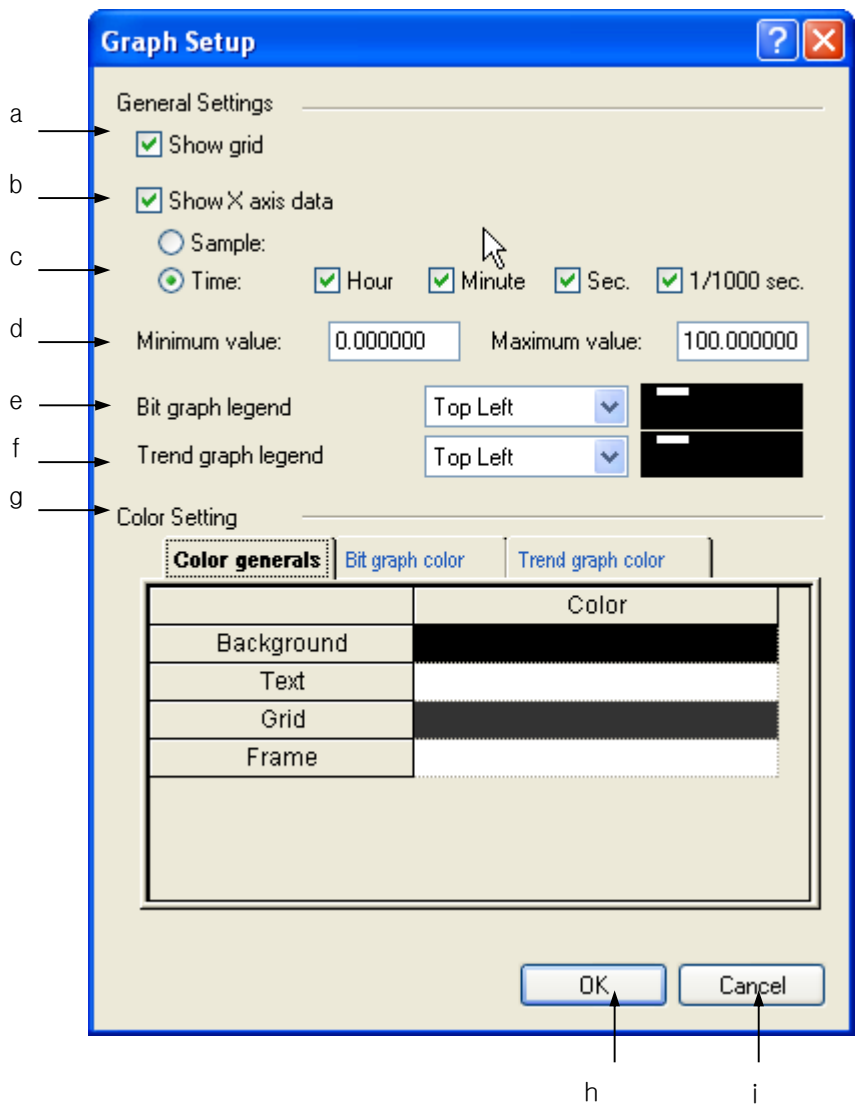 Graph Setup
General Settings
a
Show grid
b
Show X axis data
Sample:
c
Time: Hour Minute Sec. 1/1000 sec.
d
Minimum value: 0.000000 Maximum value: 100.000000
e
Bit graph legend Top Left
f
Trend graph legend Top Left
g
Color Setting
Color generals Bit graph color Trend graph color
Color
Background
Text
Grid
Frame
OK Cancel
h i